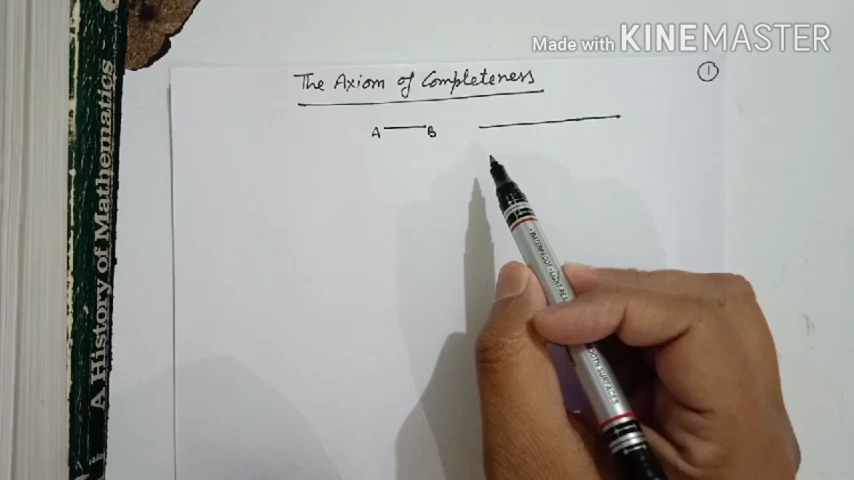 Made with KINEMASTER
The Axiom of Completeness
1
A B
A History of Mathematics